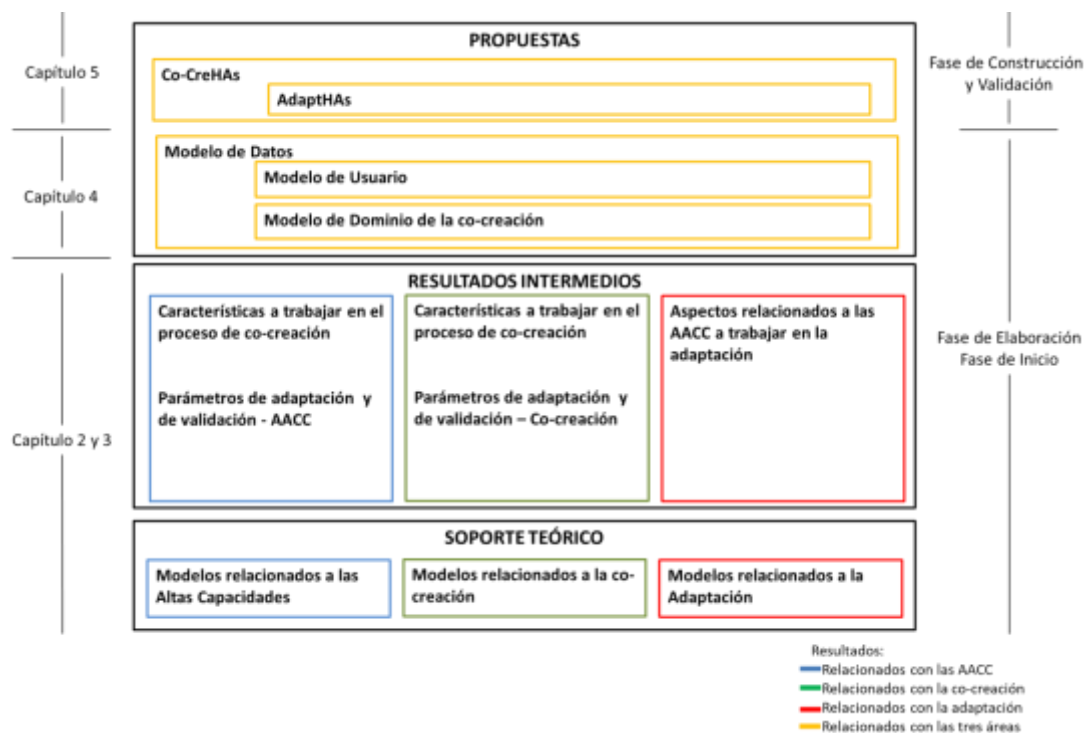 PROPUESTAS
Capítulo 5
Co-CreHAs
AdaptHAs
Fase de Construcción
y Validación
Capítulo 4
Modelo de Datos
Modelo de Usuario
Modelo de Dominio de la co-creación
RESULTADOS INTERMEDIOS
Capítulo 2 y 3
Características a trabajar en el
proceso de co-creación
Parámetros de adaptación y
de validación - AACC
Características a trabajar en el
proceso de co-creación
Parámetros de adaptación y
de validación – Co-creación
Aspectos relacionados a las
AACC a trabajar en la
adaptación
Fase de Elaboración
Fase de Inicio
SOPORTE TEÓRICO
Modelos relacionados a las
Altas Capacidades
Modelos relacionados a la co-
creación
Modelos relacionados a la
Adaptación
Resultados:
Relacionados con las AACC
Relacionados con la co-creación
Relacionados con la adaptación
Relacionados con las tres áreas